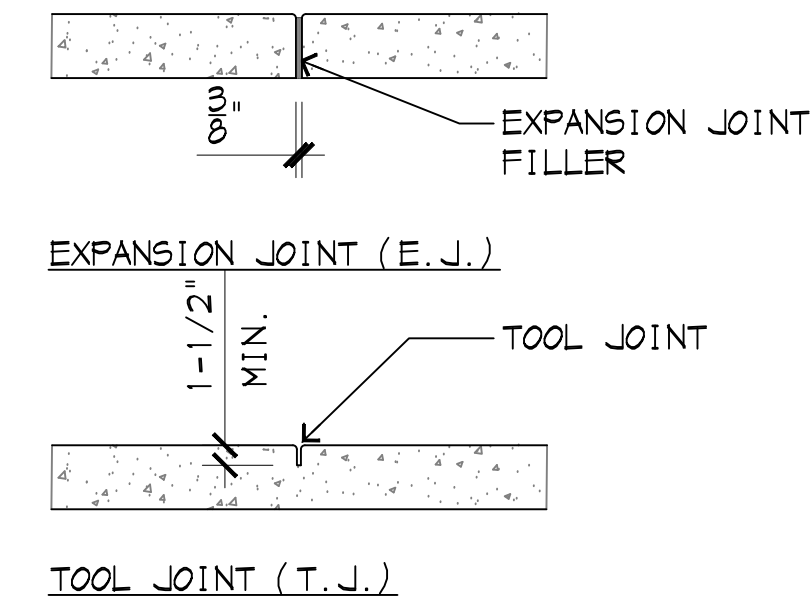 3/8"
EXPANSION JOINT
FILLER
EXPANSION JOINT (E.J.)
1-1/2"
MIN.
TOOL JOINT
TOOL JOINT (T.J.)